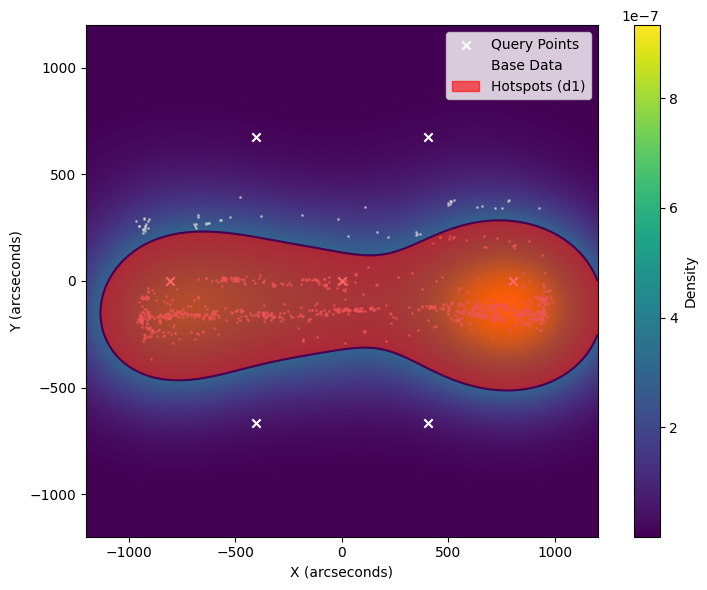 1e−7
Query Points
Base Data
Hotspots (d1)
1000
500
0
−500
−1000
Y (arcseconds)
−1000 −500 0 500 1000
X (arcseconds)
8
6
4
2
Density